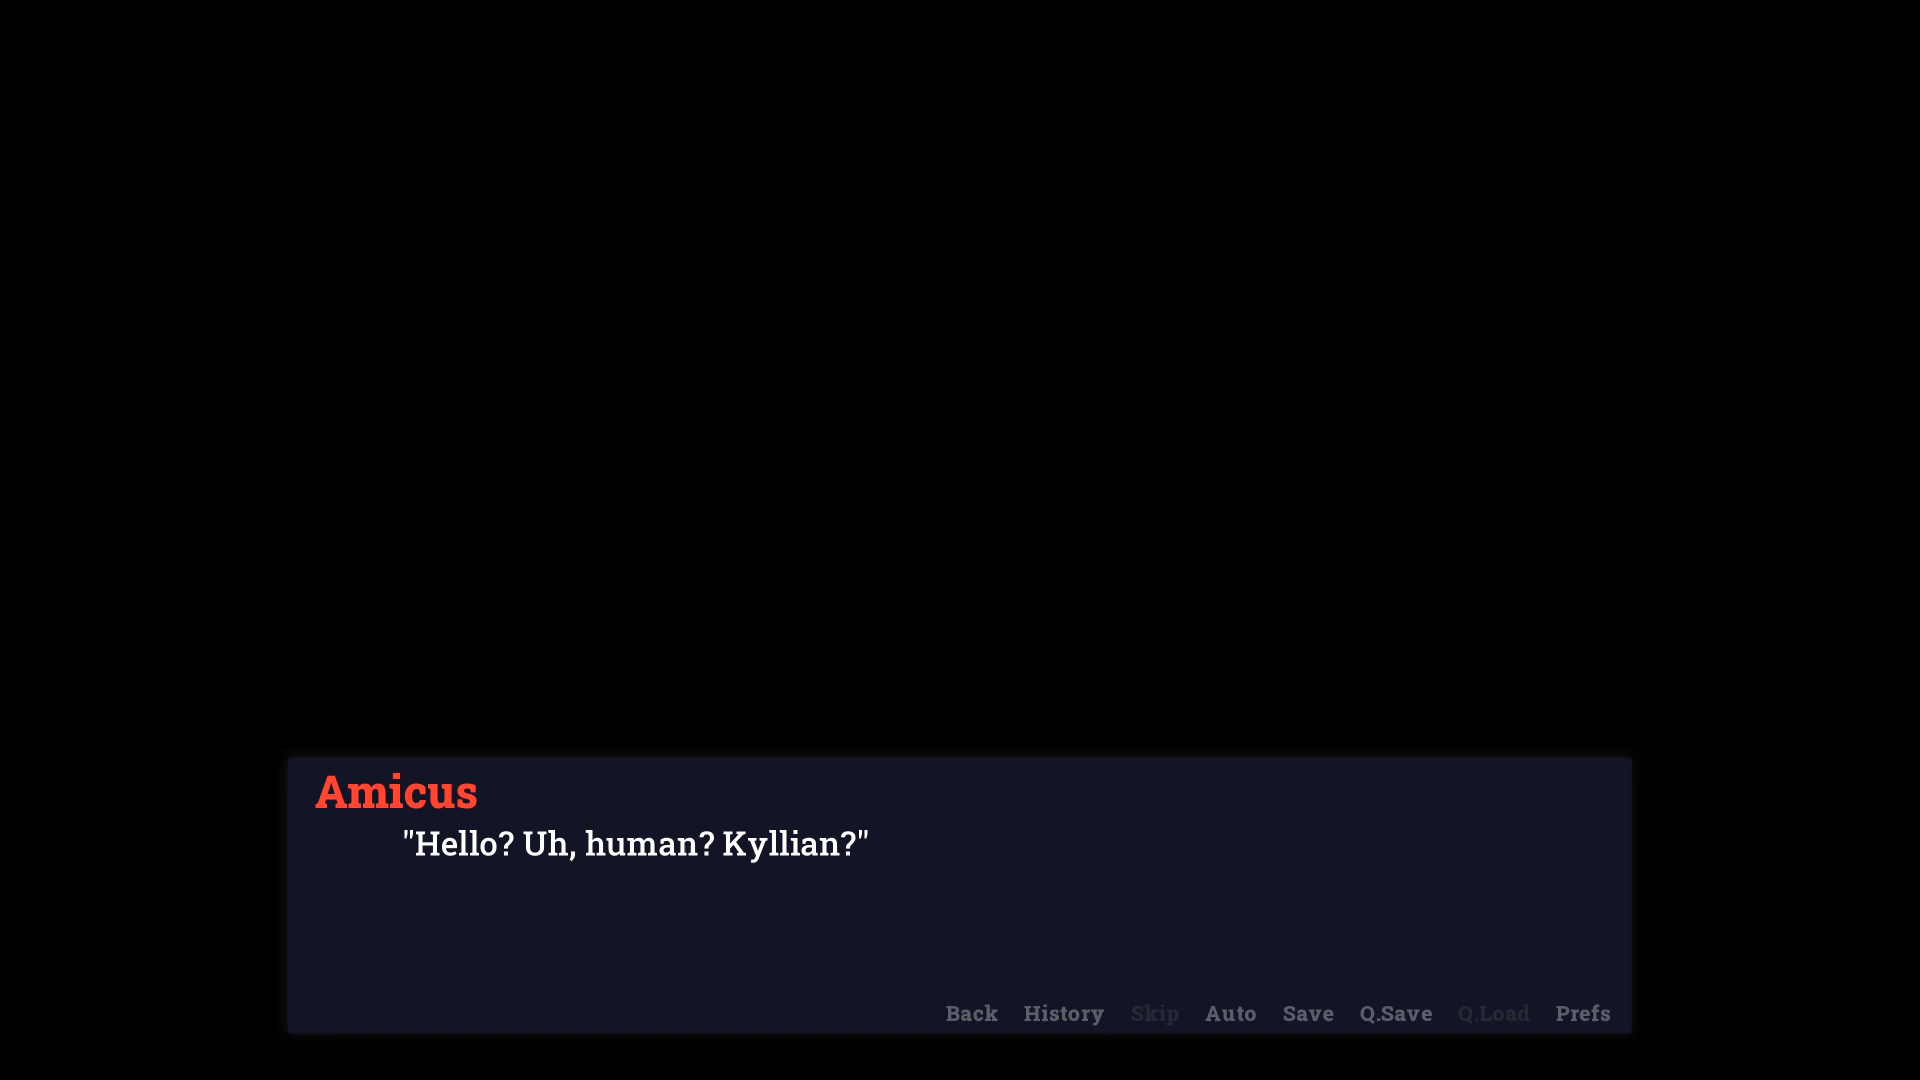 Amicus
"Hello? Uh, human? Kyllian?"
Back History Skip Auto Save Q.Save Q.Load Prefs